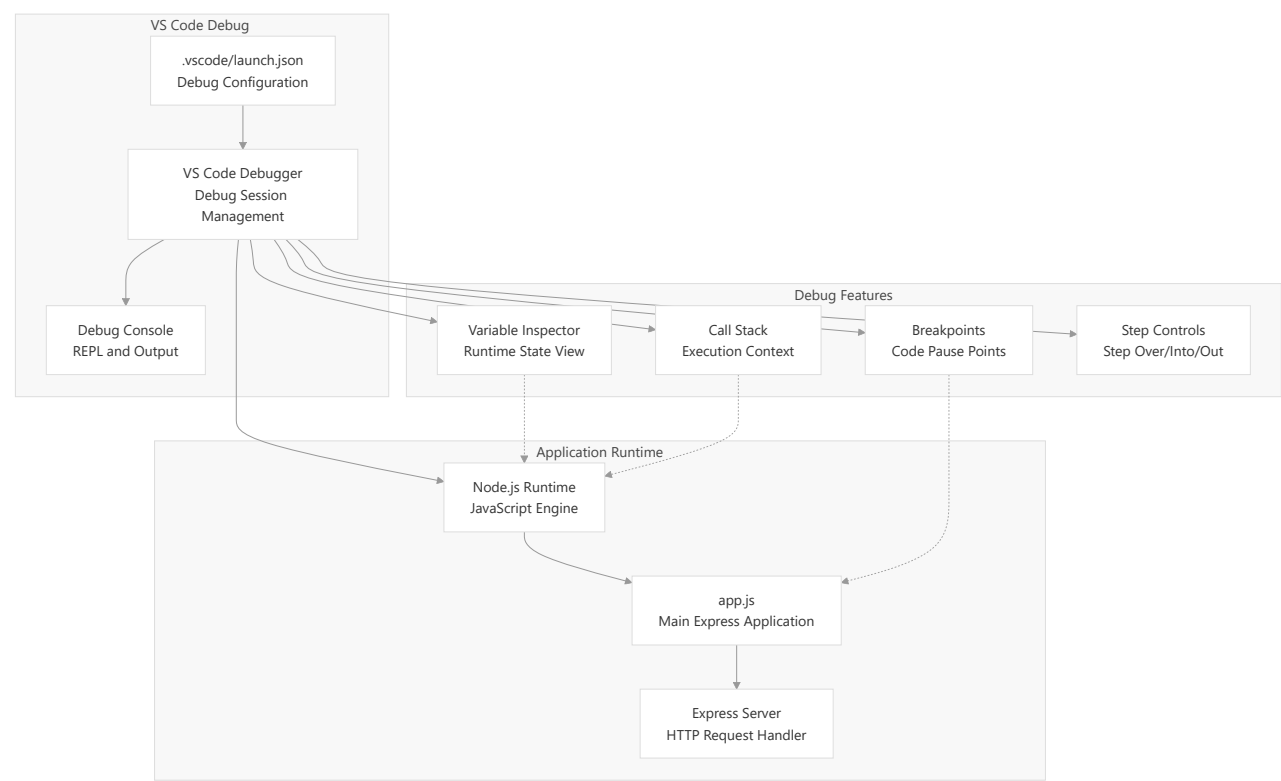 VS Code Debug
.vscode/launch.json
Debug Configuration
VS Code Debugger
Debug Session
Management
Debug Console
REPL and Output
Debug Features
Variable Inspector
Runtime State View
Call Stack
Execution Context
Breakpoints
Code Pause Points
Step Controls
Step Over/Into/Out
Application Runtime
Node.js Runtime
JavaScript Engine
app.js
Main Express Application
Express Server
HTTP Request Handler